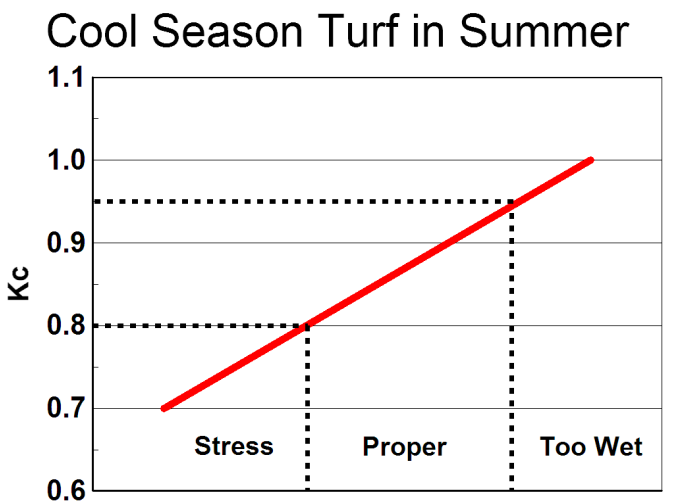 Cool Season Turf in Summer
1.1
1.0
0.9
0.8
0.7
0.6
Kc
Stress Proper Too Wet